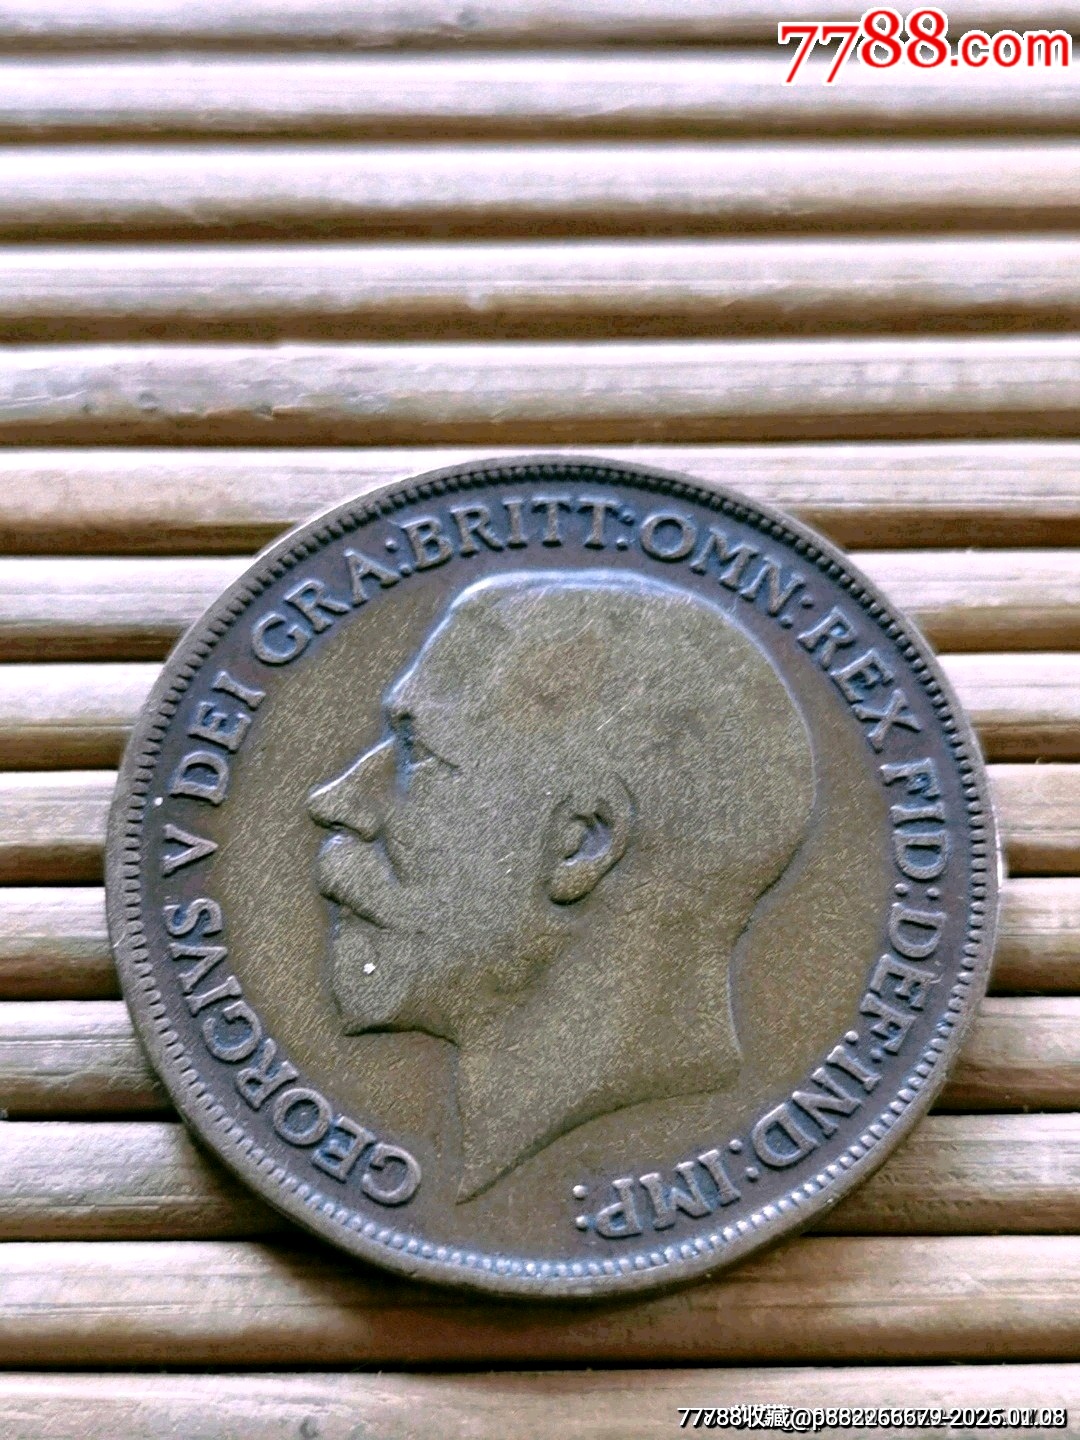 7788.com
GEORGIVS V DEI GRA:BRITT:OMN:REX FID:DEF:IND:IMP: